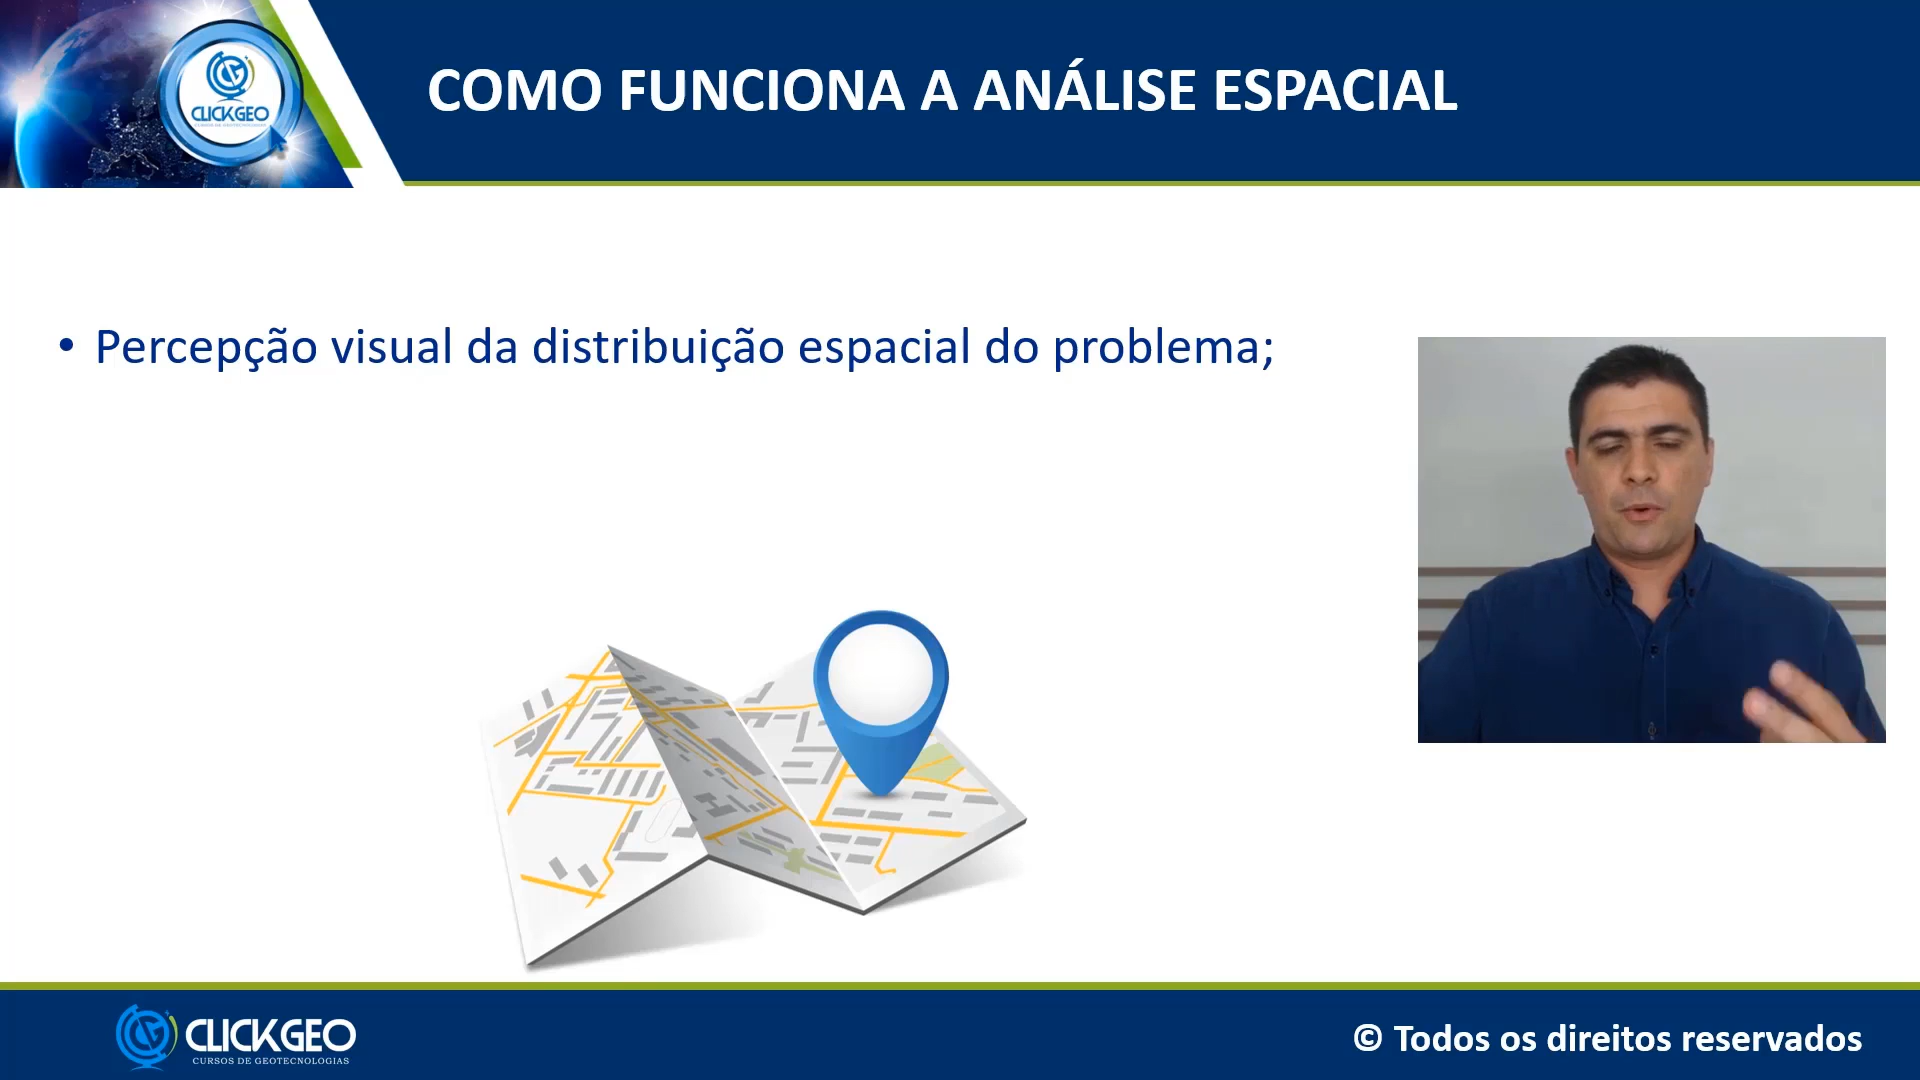 CLICKGEO
COMO FUNCIONA A ANÁLISE ESPACIAL
• Percepção visual da distribuição espacial do problema;
CLICKGEO
CURSOS DE GEOTECNOLOGIAS
© Todos os direitos reservados